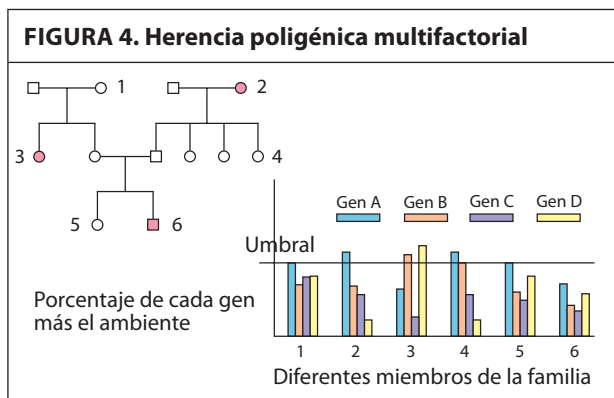 FIGURA 4. Herencia poligénica multifactorial
1
2
3
4
5
6
Gen A Gen B Gen C Gen D
Umbral
Porcentaje de cada gen
más el ambiente
1 2 3 4 5 6
Diferentes miembros de la familia